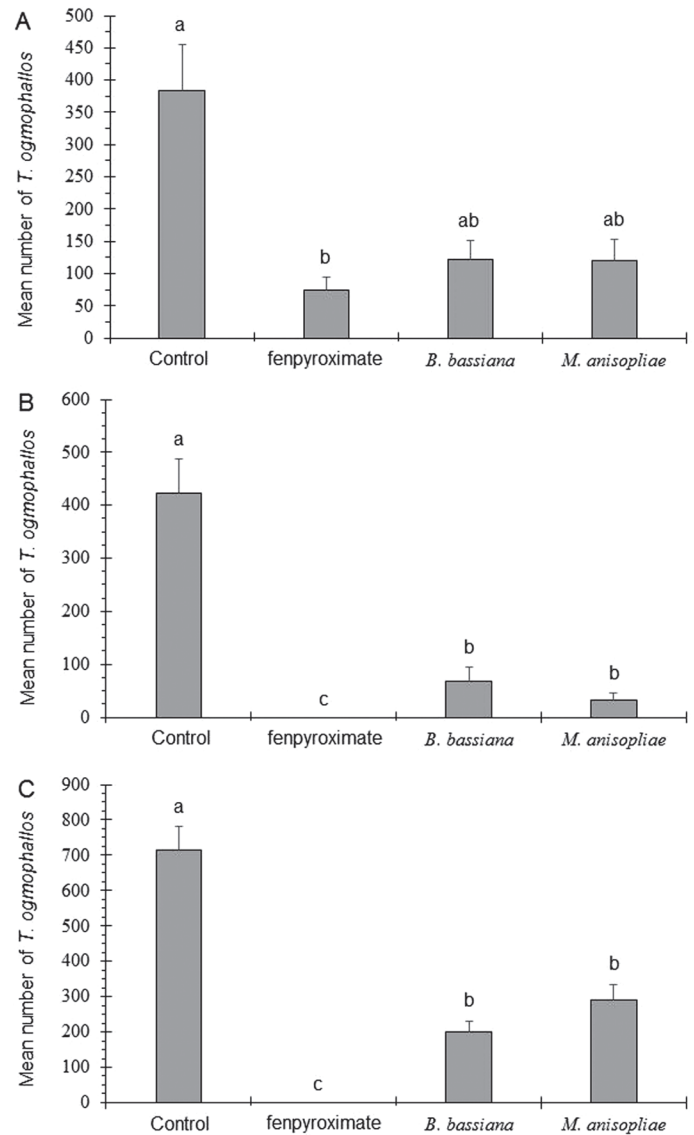 A
Mean number of T. ogmophallos
500
450
400
350
300
250
200
150
100
50
0
a
b
ab
ab
Control
fenpyroximate
B. bassiana
M. anisopliae
B
Mean number of T. ogmophallos
600
500
400
300
200
100
0
a
c
b
b
Control
fenpyroximate
B. bassiana
M. anisopliae
C
Mean number of T. ogmophallos
900
800
700
600
500
400
300
200
100
0
a
c
b
b
Control
fenpyroximate
B. bassiana
M. anisopliae